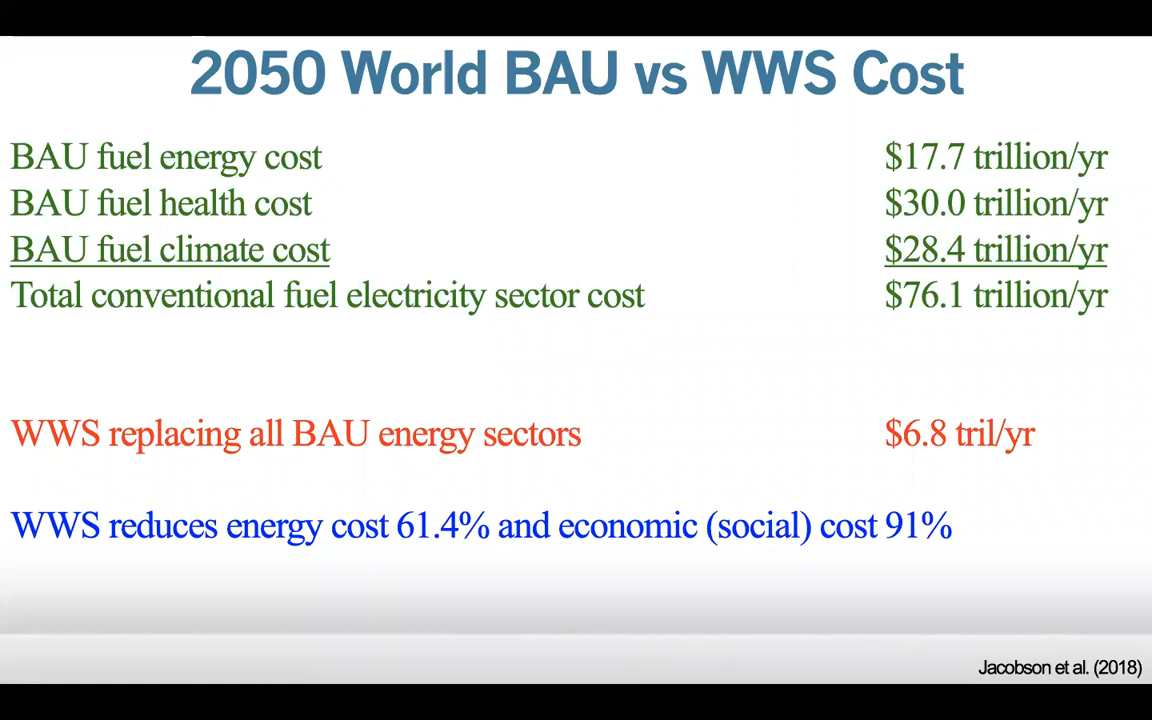 2050 World BAU vs WWS Cost
BAU fuel energy cost $17.7 trillion/yr
BAU fuel health cost $30.0 trillion/yr
BAU fuel climate cost $28.4 trillion/yr
Total conventional fuel electricity sector cost $76.1 trillion/yr
WWS replacing all BAU energy sectors $6.8 tril/yr
WWS reduces energy cost 61.4% and economic (social) cost 91%
Jacobson et al. (2018)